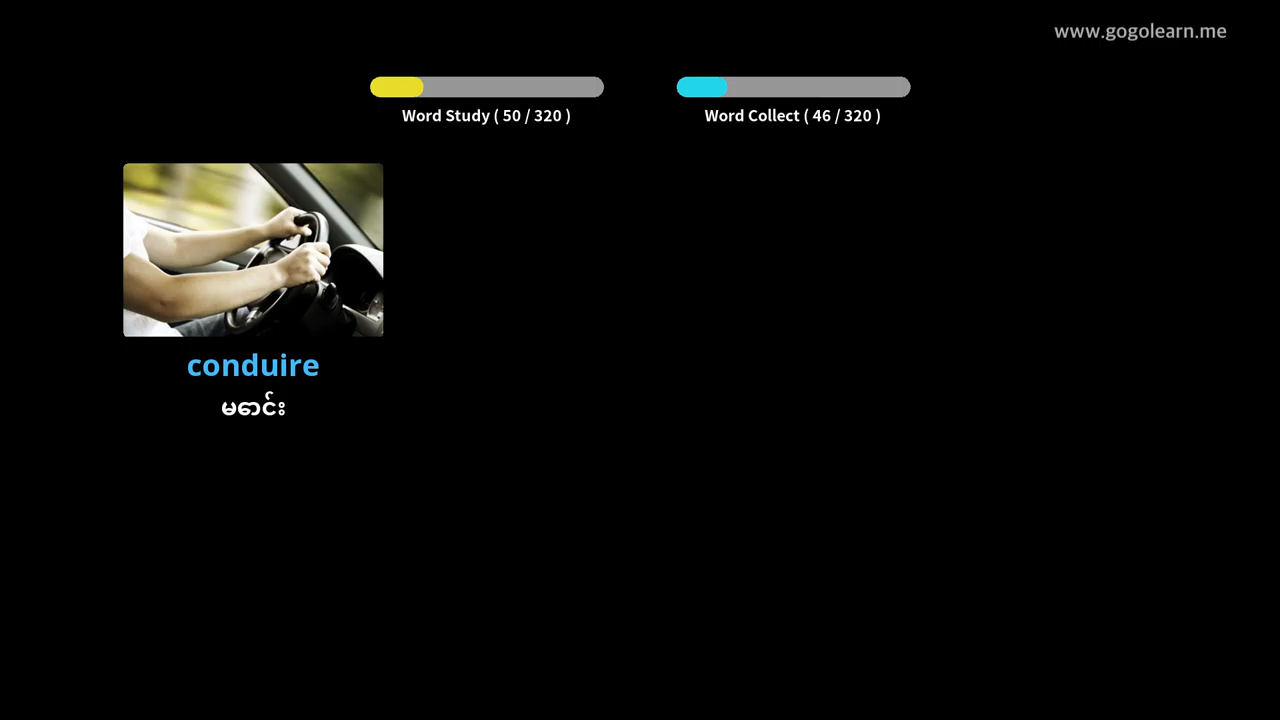 www.gogolearn.me
Word Study ( 50 / 320 )
Word Collect ( 46 / 320 )
conduire
မောင်း